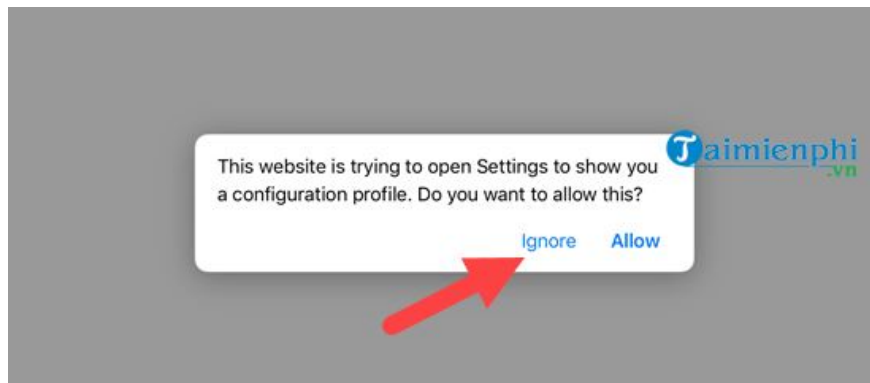 This website is trying to open Settings to show you
a configuration profile. Do you want to allow this?
Ignore Allow
Taimienphi
.vn